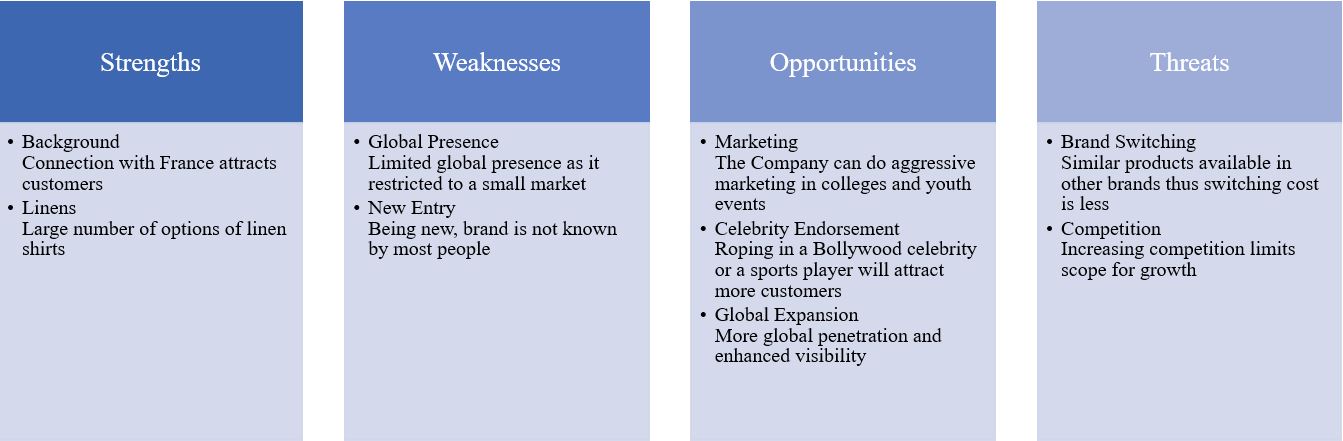 Strengths
• Background
Connection with France attracts
customers
• Linens
Large number of options of linen
shirts
Weaknesses
• Global Presence
Limited global presence as it
restricted to a small market
• New Entry
Being new, brand is not known
by most people
Opportunities
• Marketing
The Company can do aggressive
marketing in colleges and youth
events
• Celebrity Endorsement
Roping in a Bollywood celebrity
or a sports player will attract
more customers
• Global Expansion
More global penetration and
enhanced visibility
Threats
• Brand Switching
Similar products available in
other brands thus switching cost
is less
• Competition
Increasing competition limits
scope for growth